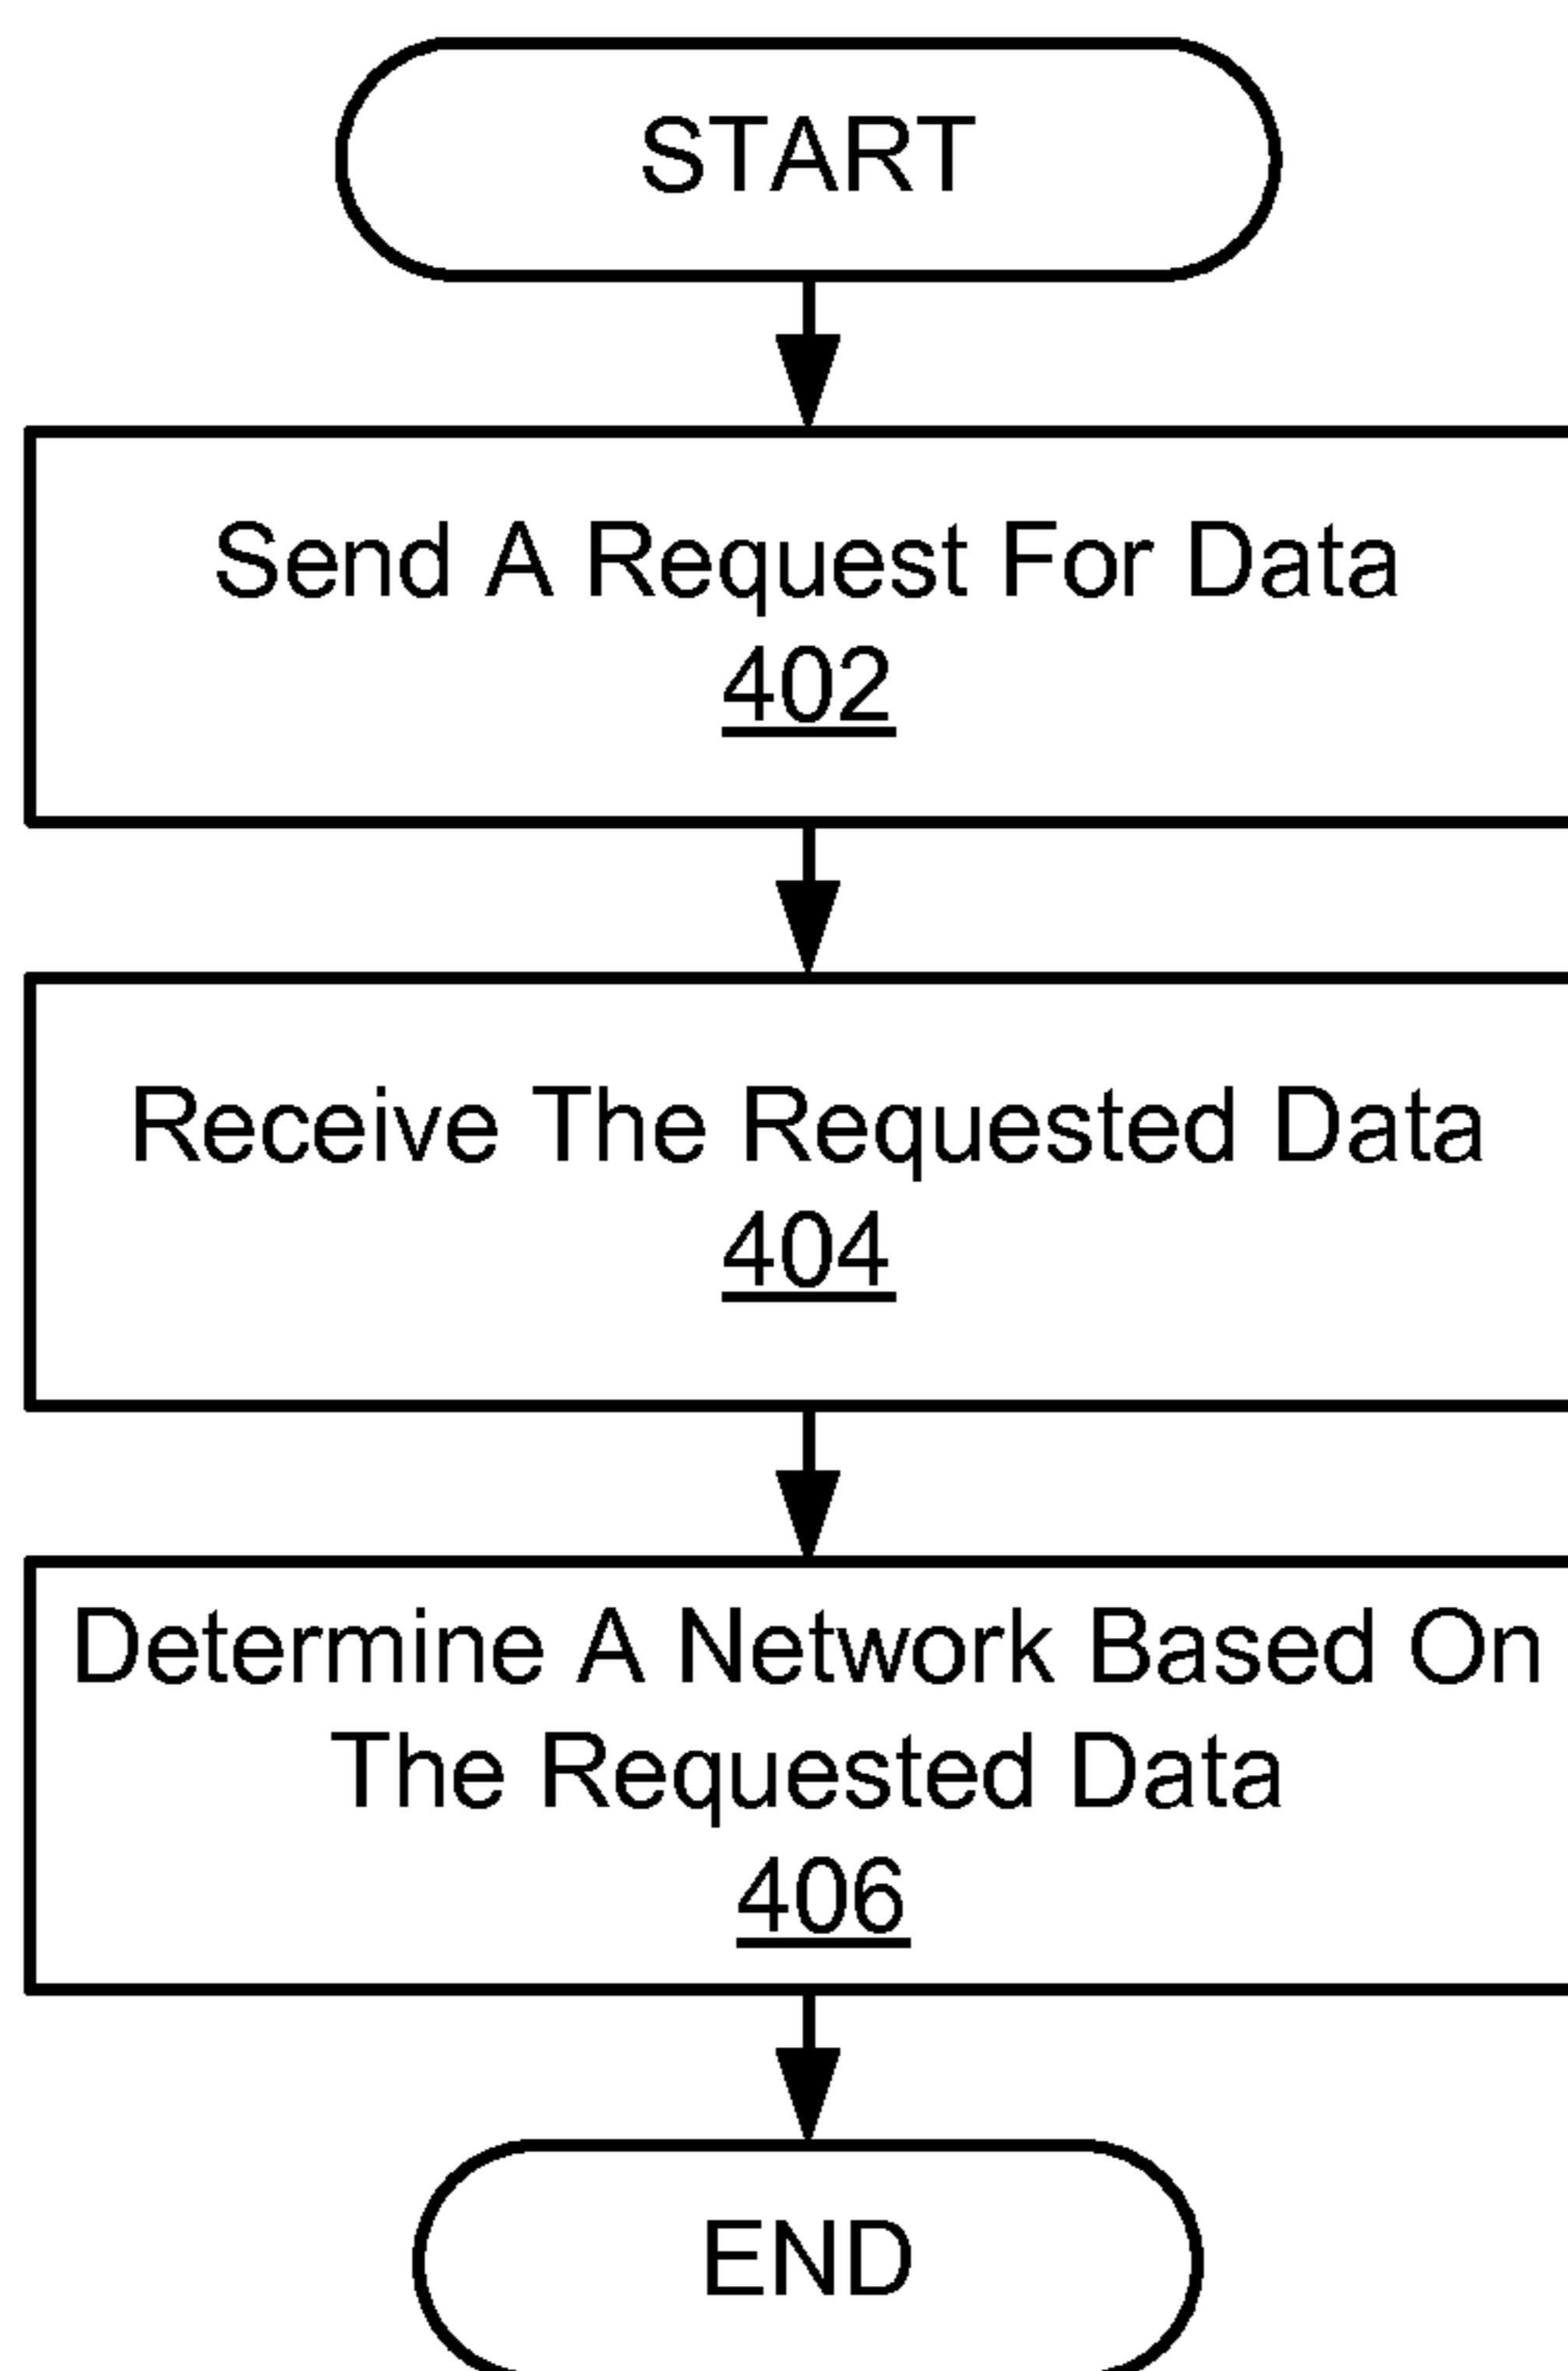 START
Send A Request For Data
402
Receive The Requested Data
404
Determine A Network Based On
The Requested Data
406
END